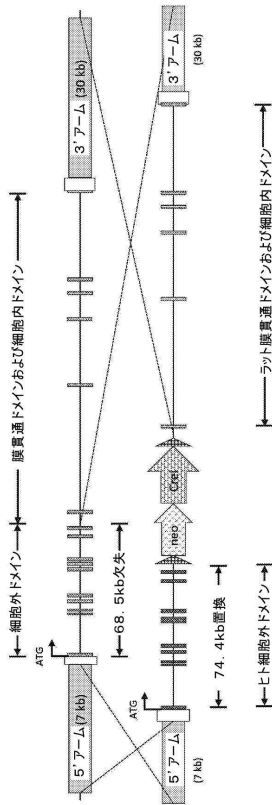 細胞外ドメイン
膜貫通ドメインおよび細胞内ドメイン
ATG
5'アーム(7 kb)
3'アーム(30 kb)
68. 5kb欠失
74. 4kb置換
ATG
5'アーム
(7 kb)
neo
CreI
3'アーム
(30 kb)
ヒト細胞外ドメイン
ラット膜貫通ドメインおよび細胞内ドメイン